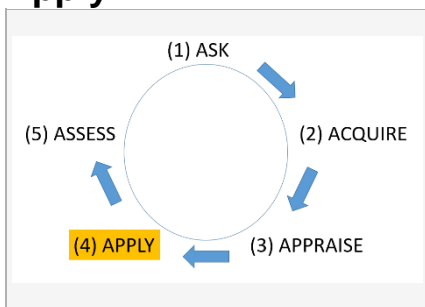 (1) ASK
(2) ACQUIRE
(3) APPRAISE
(4) APPLY
(5) ASSESS